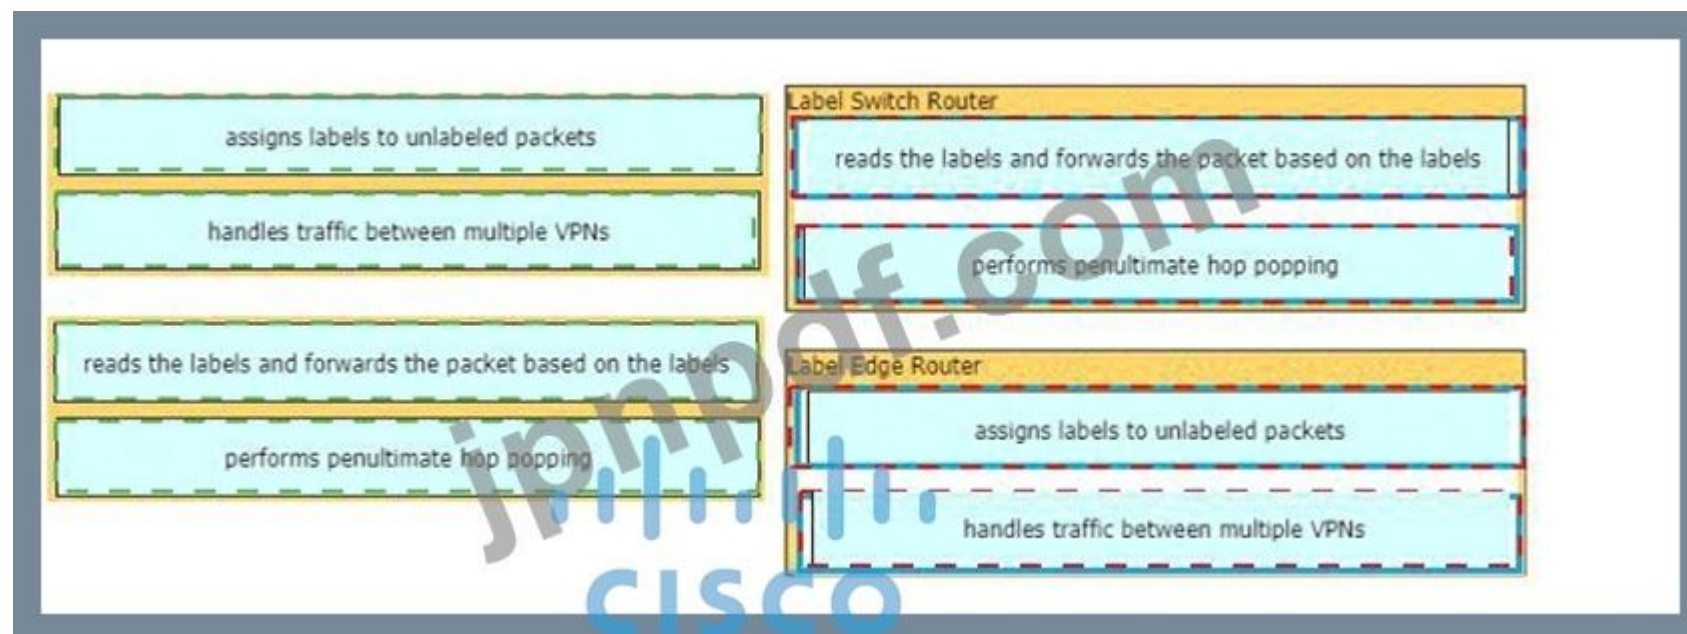 assigns labels to unlabeled packets
handles traffic between multiple VPNs
reads the labels and forwards the packet based on the labels
performs penultimate hop popping
Label Switch Router
reads the labels and forwards the packet based on the labels
performs penultimate hop popping
Label Edge Router
assigns labels to unlabeled packets
handles traffic between multiple VPNs
jpnpdf.com
CISCO